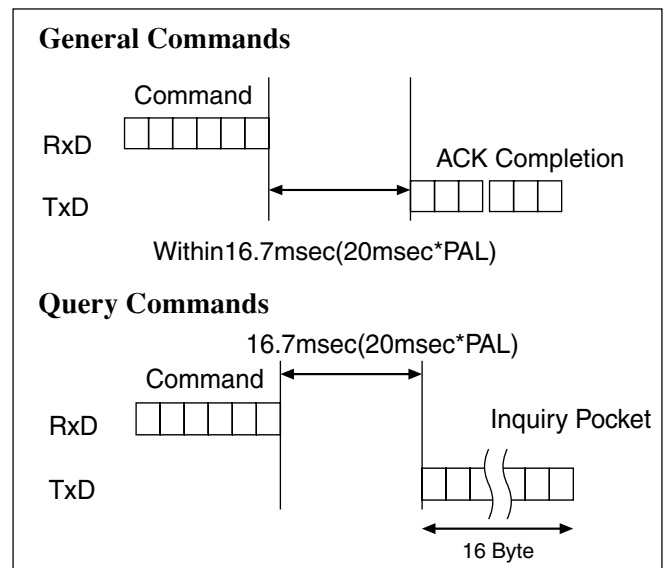 General Commands
Command
RxD
ACK Completion
TxD
Within16.7msec(20msec*PAL)
Query Commands
16.7msec(20msec*PAL)
Command
RxD
Inquiry Pocket
TxD
16 Byte